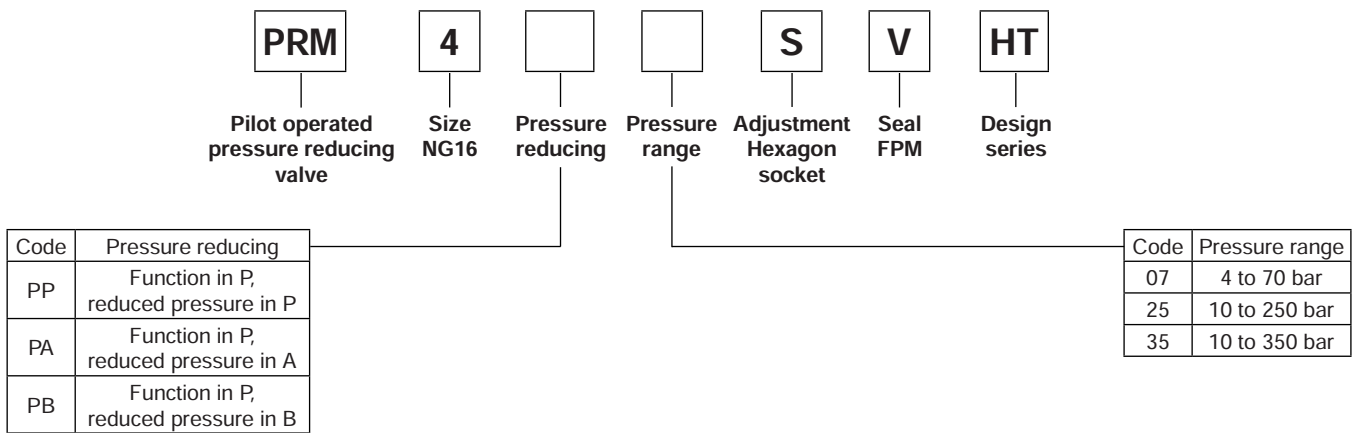 PRM 4 S V HT
Pilot operated pressure reducing valve
Size NG16
Pressure reducing
Pressure range
Adjustment Hexagon socket
Seal FPM
Design series
Code Pressure reducing
PP Function in P, reduced pressure in P
PA Function in P, reduced pressure in A
PB Function in P, reduced pressure in B
Code Pressure range
07 4 to 70 bar
25 10 to 250 bar
35 10 to 350 bar